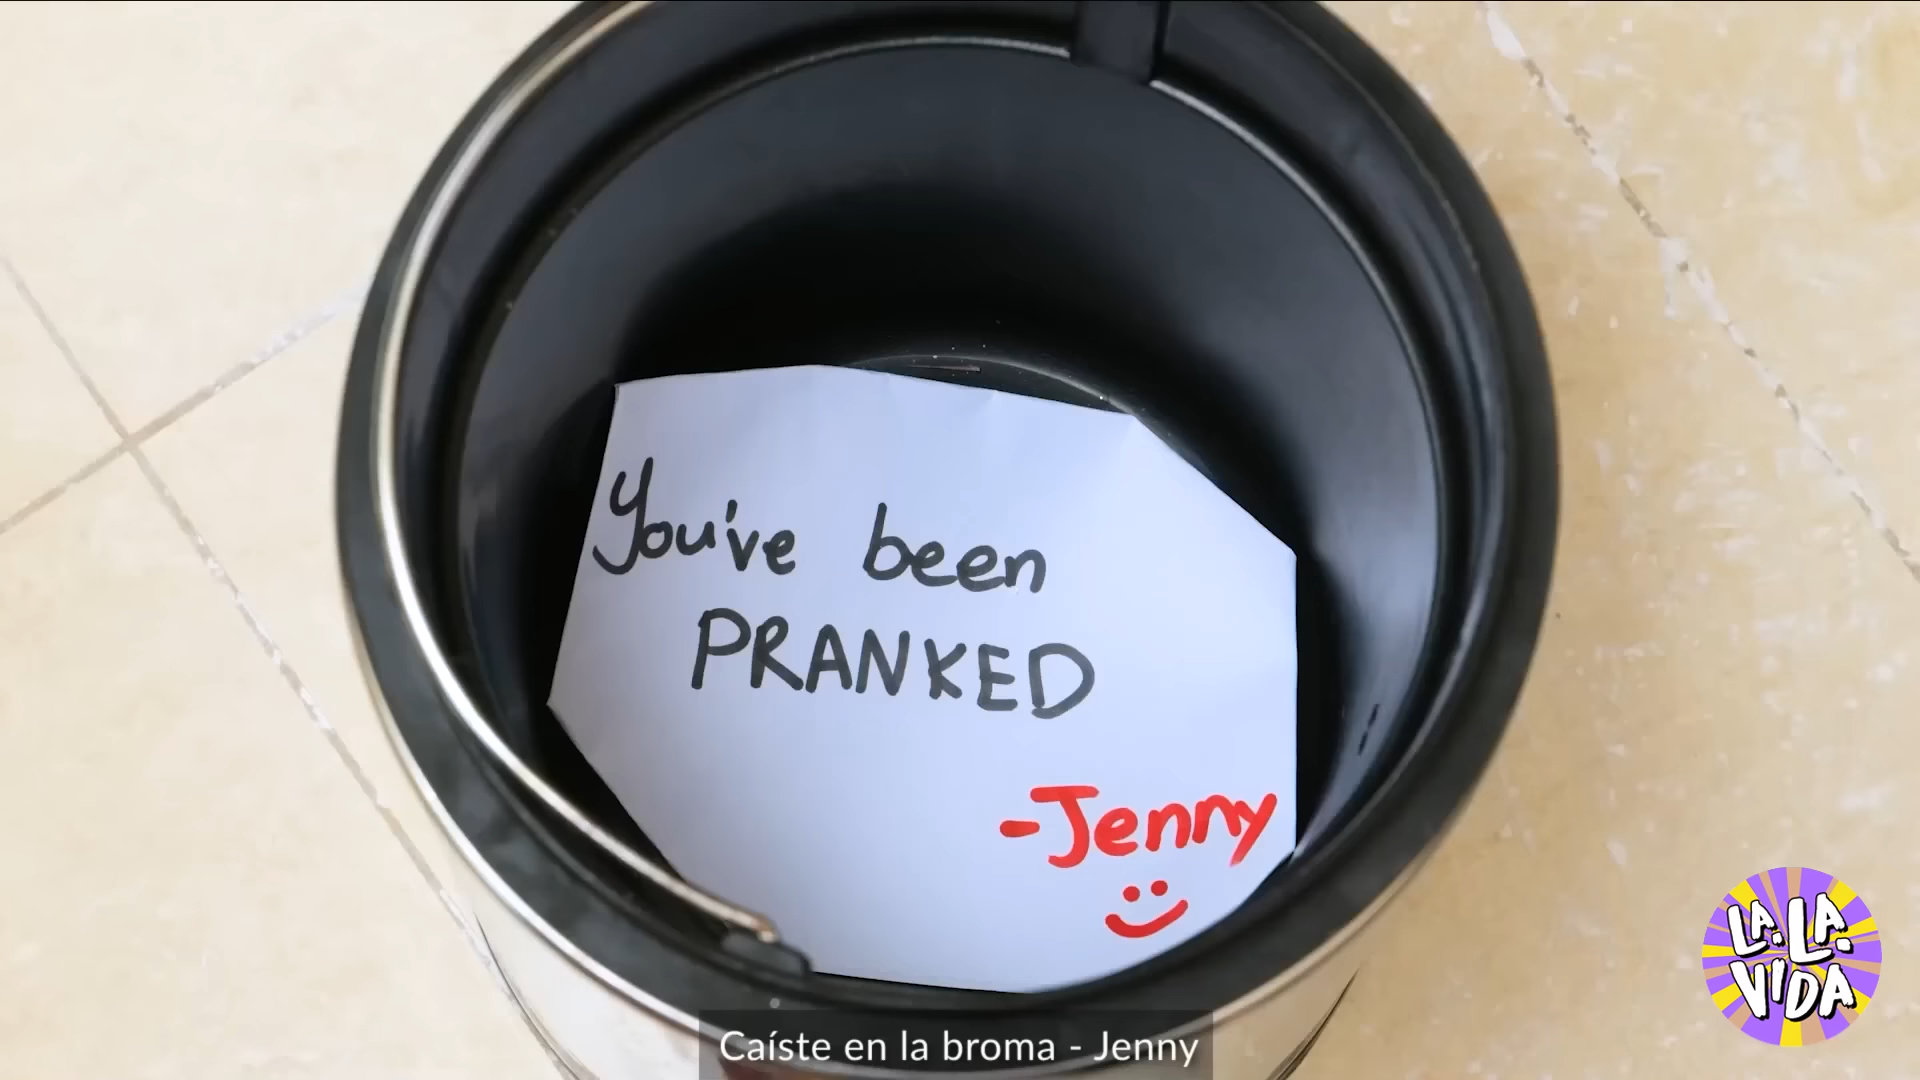 You've been
PRANKED
-Jenny
LA. LA.
VIDA
Caíste en la broma - Jenny